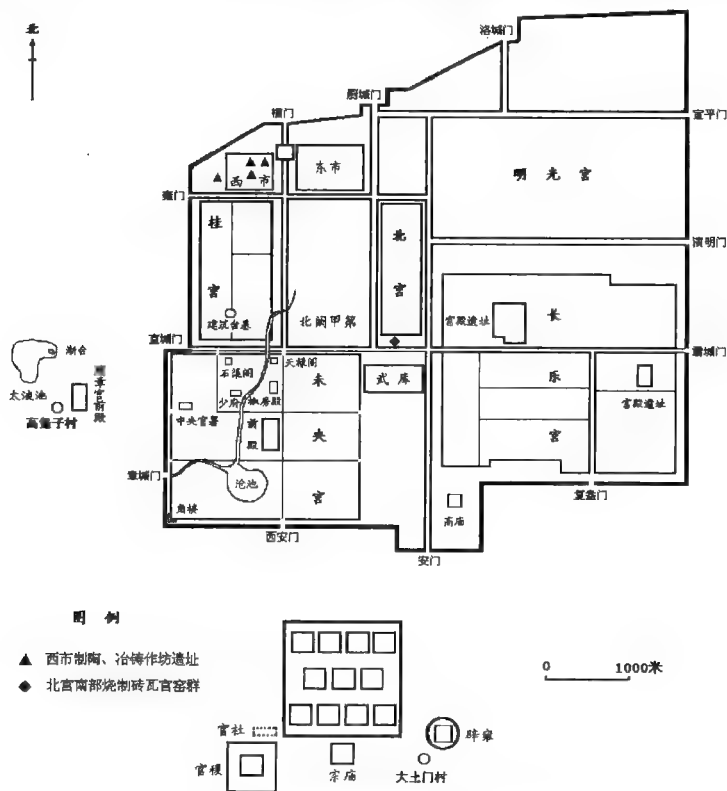 北
洛城门
厨城门
横门
宣平门
西市
东市
明光宫
雍门
桂宫
北宫
清明门
北阙甲第
长乐宫
宫殿遗址
建筑台基
直城门
霸城门
石渠阁
天禄阁
未央宫
武库
渐台
太液池
章宫前殿
高堡子村
少府
椒房殿
中央官署
前殿
宫殿遗址
章城门
沧池
角楼
西安门
高庙
安门
复盎门
图 例
西市制陶、冶铸作坊遗址
北宫南部烧制砖瓦官窑群
0 1000米
官社
官稷
宗庙
辟雍
大土门村